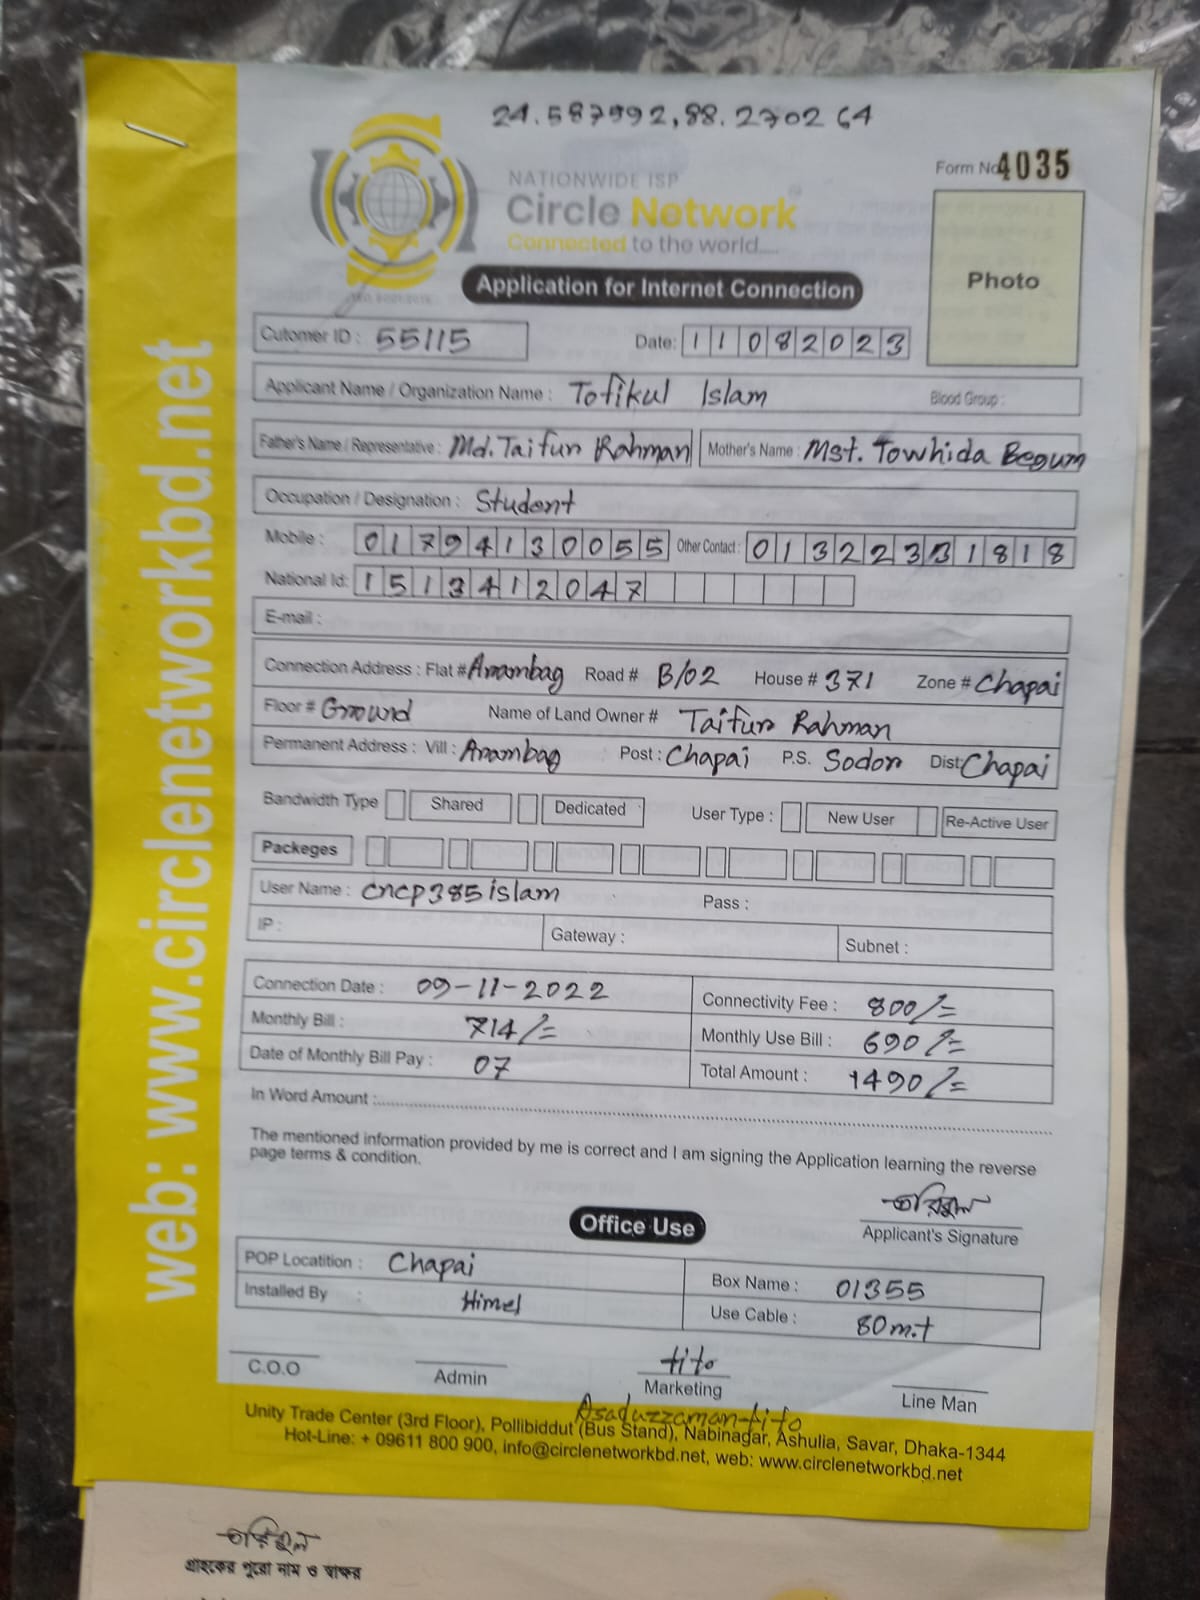 24.587992,88.270264
Form No 4035
NATIONWIDE ISP
Circle Network
Connected to the world....
Photo
Application for Internet Connection
Cutomer ID : 55115 Date: 11082023
Applicant Name / Organization Name : Tofikul Islam Blood Group :
Father's Name / Representative : Md. Taifur Rahman Mother's Name : Mst. Towhida Begum
Occupation / Designation : Student
Mobile : 01794130055 Other Contact : 01322331818
National Id: 1513412047
E-mail :
Connection Address : Flat # Arambag Road # B/02 House # 371 Zone # Chapai
Floor # Ground Name of Land Owner # Taifur Rahman
Permanent Address : Vill : Arambag Post : Chapai P.S. Sodor Dist: Chapai
Bandwidth Type Shared Dedicated User Type : New User Re-Active User
Packeges
User Name : cncp385islam Pass :
IP : Gateway : Subnet :
Connection Date : 09-11-2022 Connectivity Fee : 800/=
Monthly Bill : 714/= Monthly Use Bill : 690/=
Date of Monthly Bill Pay : 07 Total Amount : 1490/=
In Word Amount :
The mentioned information provided by me is correct and I am signing the Application learning the reverse
page terms & condition.
Applicant's Signature
Office Use
POP Locatition : Chapai Box Name : 01355
Installed By : Himel Use Cable : 80m.t
tito
C.O.O Admin Marketing Line Man
Asaduzzaman-tito
Unity Trade Center (3rd Floor), Pollibiddut (Bus Stand), Nabinagar, Ashulia, Savar, Dhaka-1344
Hot-Line: + 09611 800 900, info@circlenetworkbd.net, web: www.circlenetworkbd.net
web: www.circlenetworkbd.net
গ্রাহকের পুরো নাম ও স্বাক্ষর